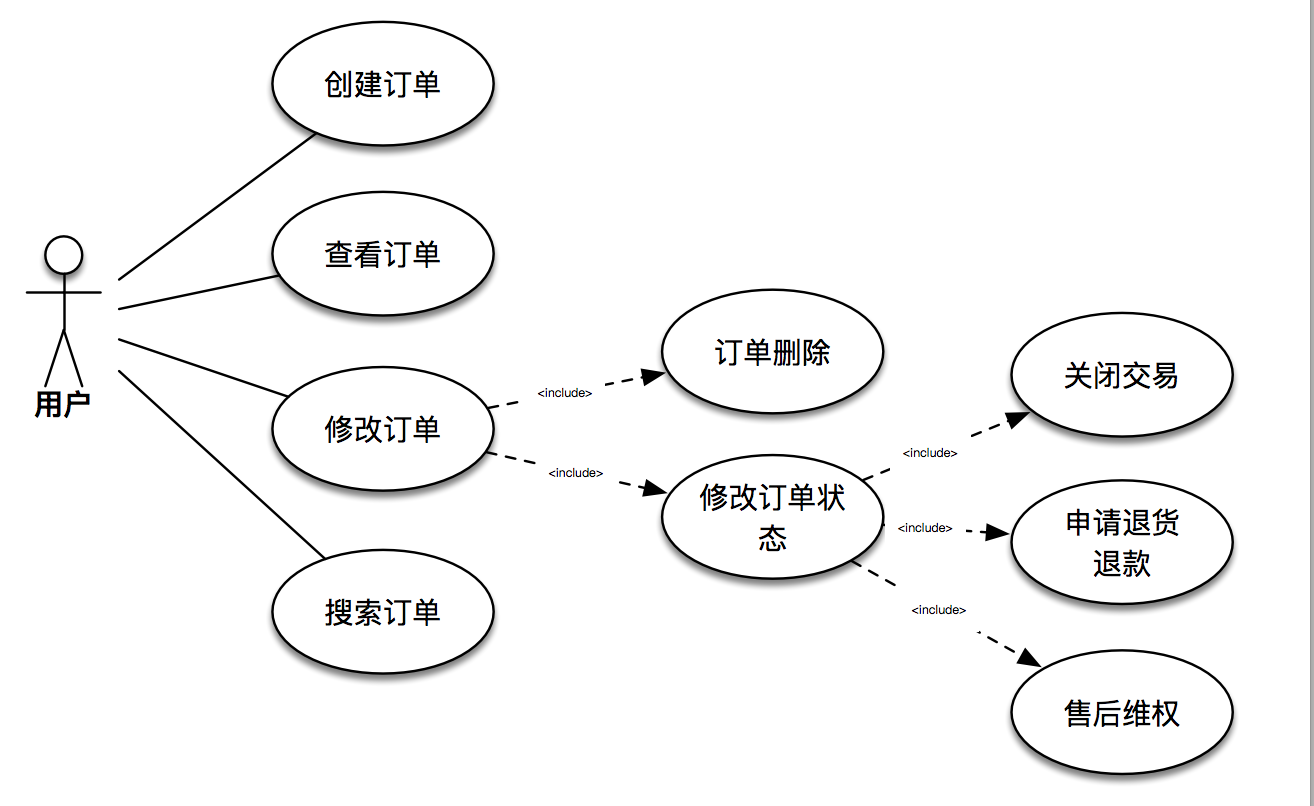 创建订单
查看订单
用户
修改订单
搜索订单
<include>
<include>
订单删除
修改订单状
态
<include>
<include>
<include>
关闭交易
申请退货
退款
售后维权